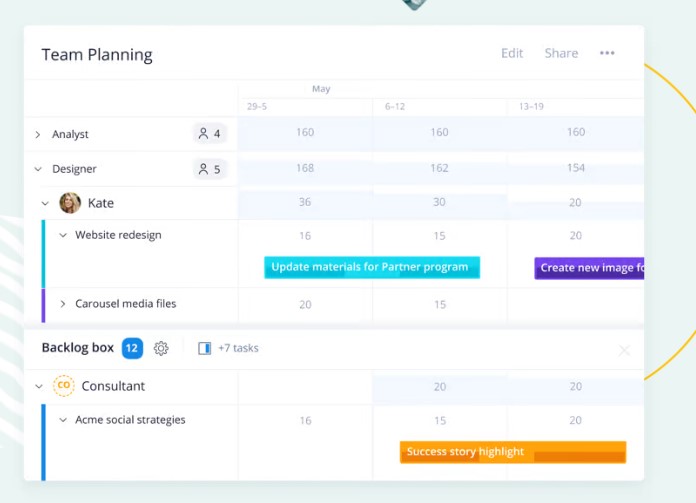 Team Planning
Edit Share •••
May
29–5 6–12 13–19
Analyst 4 160 160 160
Designer 5 168 162 154
Kate 36 30 20
Website redesign 16 15 20
Update materials for Partner program Create new image fo
Carousel media files 20 15
Backlog box 12 +7 tasks
CO Consultant 20 20
Acme social strategies 16 15 20
Success story highlight